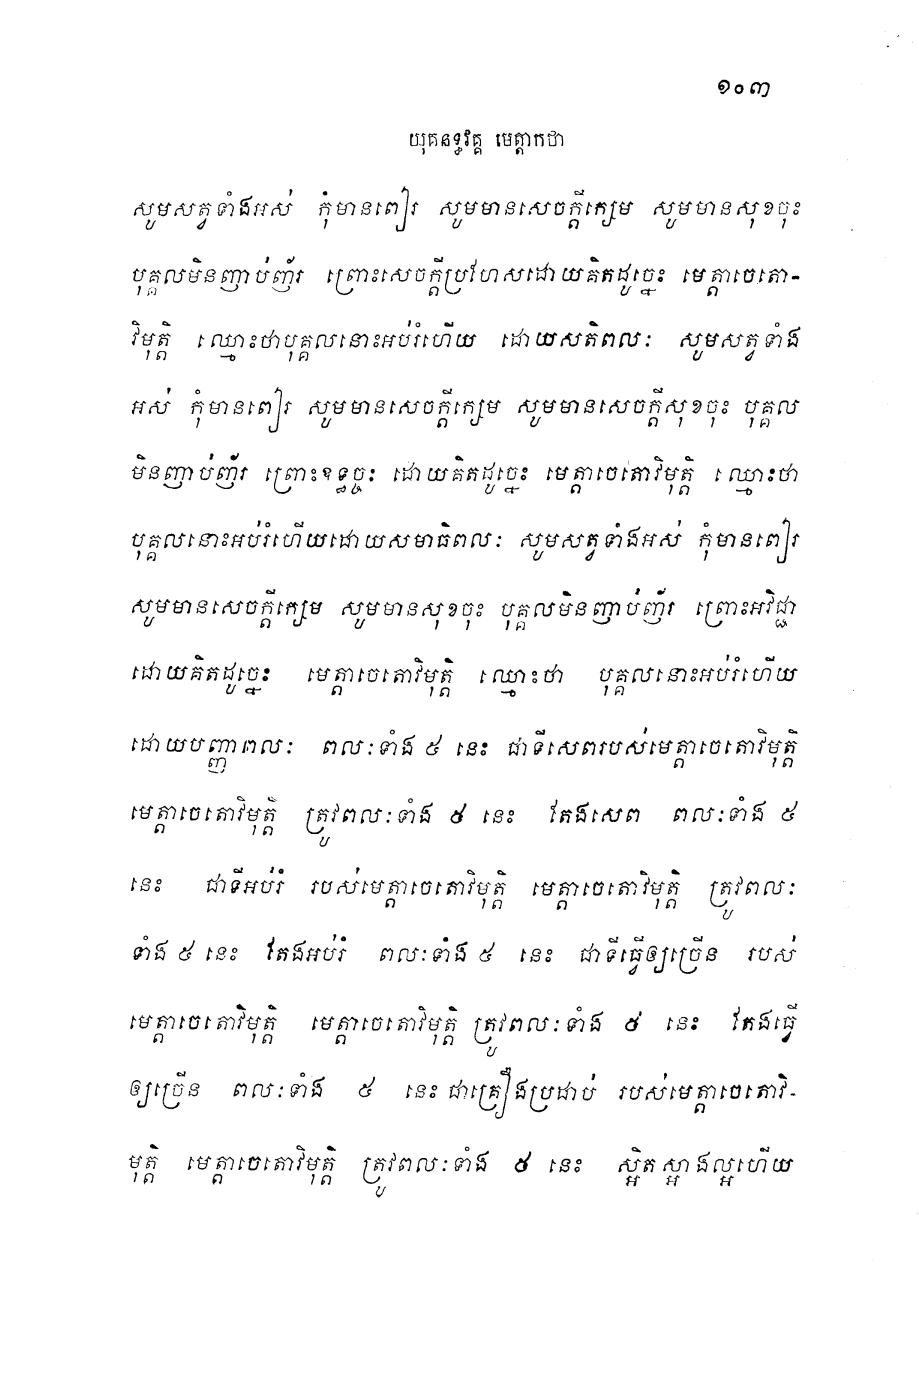 ១០៣
យុគនទ្ធវគ្គ មេត្តាកថា
សូមសត្វទាំងអស់ កុំមានពៀរ សូមមានសេចក្តីក្សេម សូមមានសុខចុះ
បុគ្គលមិនញាប់ញ័រ ព្រោះសេចក្តីប្រហែសដោយគិតដូច្នេះ មេត្តាចេតោ-
វិមុត្តិ ឈ្មោះថាបុគ្គលនោះអប់រំហើយ ដោយសតិពលៈ សូមសត្វទាំង
អស់ កុំមានពៀរ សូមមានសេចក្តីក្សេម សូមមានសេចក្តីសុខចុះ បុគ្គល
មិនញាប់ញ័រ ព្រោះឧទ្ធច្ចៈ ដោយគិតដូច្នេះ មេត្តាចេតោវិមុត្តិ ឈ្មោះថា
បុគ្គលនោះអប់រំហើយដោយសមាធិពលៈ សូមសត្វទាំងអស់ កុំមានពៀរ
សូមមានសេចក្តីក្សេម សូមមានសុខចុះ បុគ្គលមិនញាប់ញ័រ ព្រោះអវិជ្ជា
ដោយគិតដូច្នេះ មេត្តាចេតោវិមុត្តិ ឈ្មោះថា បុគ្គលនោះអប់រំហើយ
ដោយបញ្ញាពលៈ ពលៈទាំង ៥ នេះ ជាទីសេពរបស់មេត្តាចេតោវិមុត្តិ
មេត្តាចេតោវិមុត្តិ ត្រូវពលៈទាំង ៥ នេះ តែងសេព ពលៈទាំង ៥
នេះ ជាទីអប់រំ របស់មេត្តាចេតោវិមុត្តិ មេត្តាចេតោវិមុត្តិ ត្រូវពលៈ
ទាំង ៥ នេះ តែងអប់រំ ពលៈទាំង ៥ នេះ ជាទីធ្វើឲ្យច្រើន របស់
មេត្តាចេតោវិមុត្តិ មេត្តាចេតោវិមុត្តិ ត្រូវពលៈទាំង ៥ នេះ តែងធ្វើ
ឲ្យច្រើន ពលៈទាំង ៥ នេះ ជាគ្រឿងប្រដាប់ របស់មេត្តាចេតោវិ-
មុត្តិ មេត្តាចេតោវិមុត្តិ ត្រូវពលៈទាំង ៥ នេះ ស្អិតស្អាងល្អហើយ